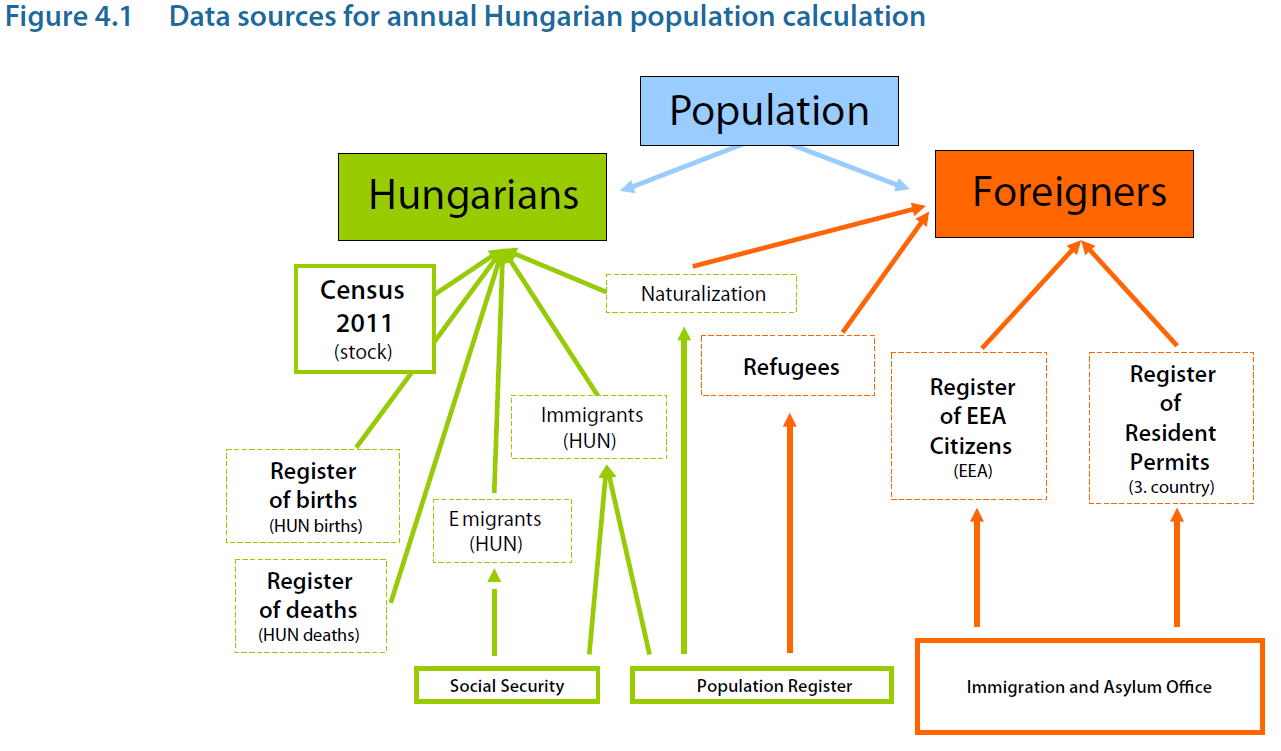 Figure 4.1 Data sources for annual Hungarian population calculation
Population
Hungarians
Foreigners
Census
2011
(stock)
Naturalization
Refugees
Register
of EEA
Citizens
(EEA)
Register
of
Resident
Permits
(3. country)
Immigrants
(HUN)
Register
of births
(HUN births)
Emigrants
(HUN)
Register
of deaths
(HUN deaths)
Social Security
Population Register
Immigration and Asylum Office